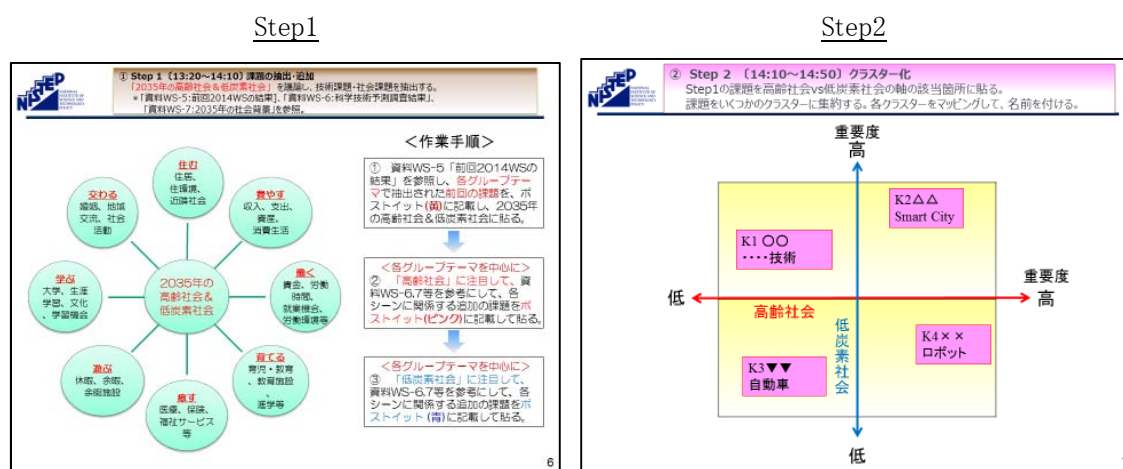 Step1
Step2
NISTEP
NATIONAL
INSTITUTE OF
SCIENCE AND
TECHNOLOGY
POLICY
① Step 1 〔13:20～14:10〕課題の抽出・追加
「2035年の高齢社会＆低炭素社会」を議論し、技術課題・社会課題を抽出する。
＊「資料WS-5:前回2014WSの結果」、「資料WS-6:科学技術予測調査結果」、
「資料WS-7:2035年の社会背景」を参照。
住む
住居、
住環境、
近隣社会
費やす
収入、支出、
資産、
消費生活
働く
賃金、労働
時間、
就業機会、
労働環境等
育てる
育児・教育
、教育施設
、
進学等
癒す
医療、保険、
福祉サービス
等
遊ぶ
休暇、余暇、
余暇施設
学ぶ
大学、生涯
学習、文化
、学習機会
交わる
婚姻、地域
交流、社会
活動
2035年の
高齢社会＆
低炭素社会
＜作業手順＞
① 資料WS-5「前回2014WSの
結果」を参照し、各グループテー
マで抽出された前回の課題を、ポ
ストイット(黄)に記載し、2035年
の高齢社会＆低炭素社会に貼る。
＜各グループテーマを中心に＞
② 「高齢社会」に注目して、資
料WS-6,7等を参考にして、各
シーンに関係する追加の課題をポ
ストイット(ピンク)に記載して貼る。
＜各グループテーマを中心に＞
③ 「低炭素社会」に注目して、
資料WS-6,7等を参考にして、各
シーンに関係する追加の課題をポ
ストイット(青)に記載して貼る。
6
NISTEP
NATIONAL
INSTITUTE OF
SCIENCE AND
TECHNOLOGY
POLICY
② Step 2 〔14:10～14:50〕クラスター化
Step1の課題を高齢社会vs低炭素社会の軸の該当箇所に貼る。
課題をいくつかのクラスターに集約する。各クラスターをマッピングして、名前を付ける。
重要度
高
K2△△
Smart City
K1 〇〇
・・・・技術
重要度
高
低
高齢社会
低炭素社会
K4××
ロボット
K3▼▼
自動車
低